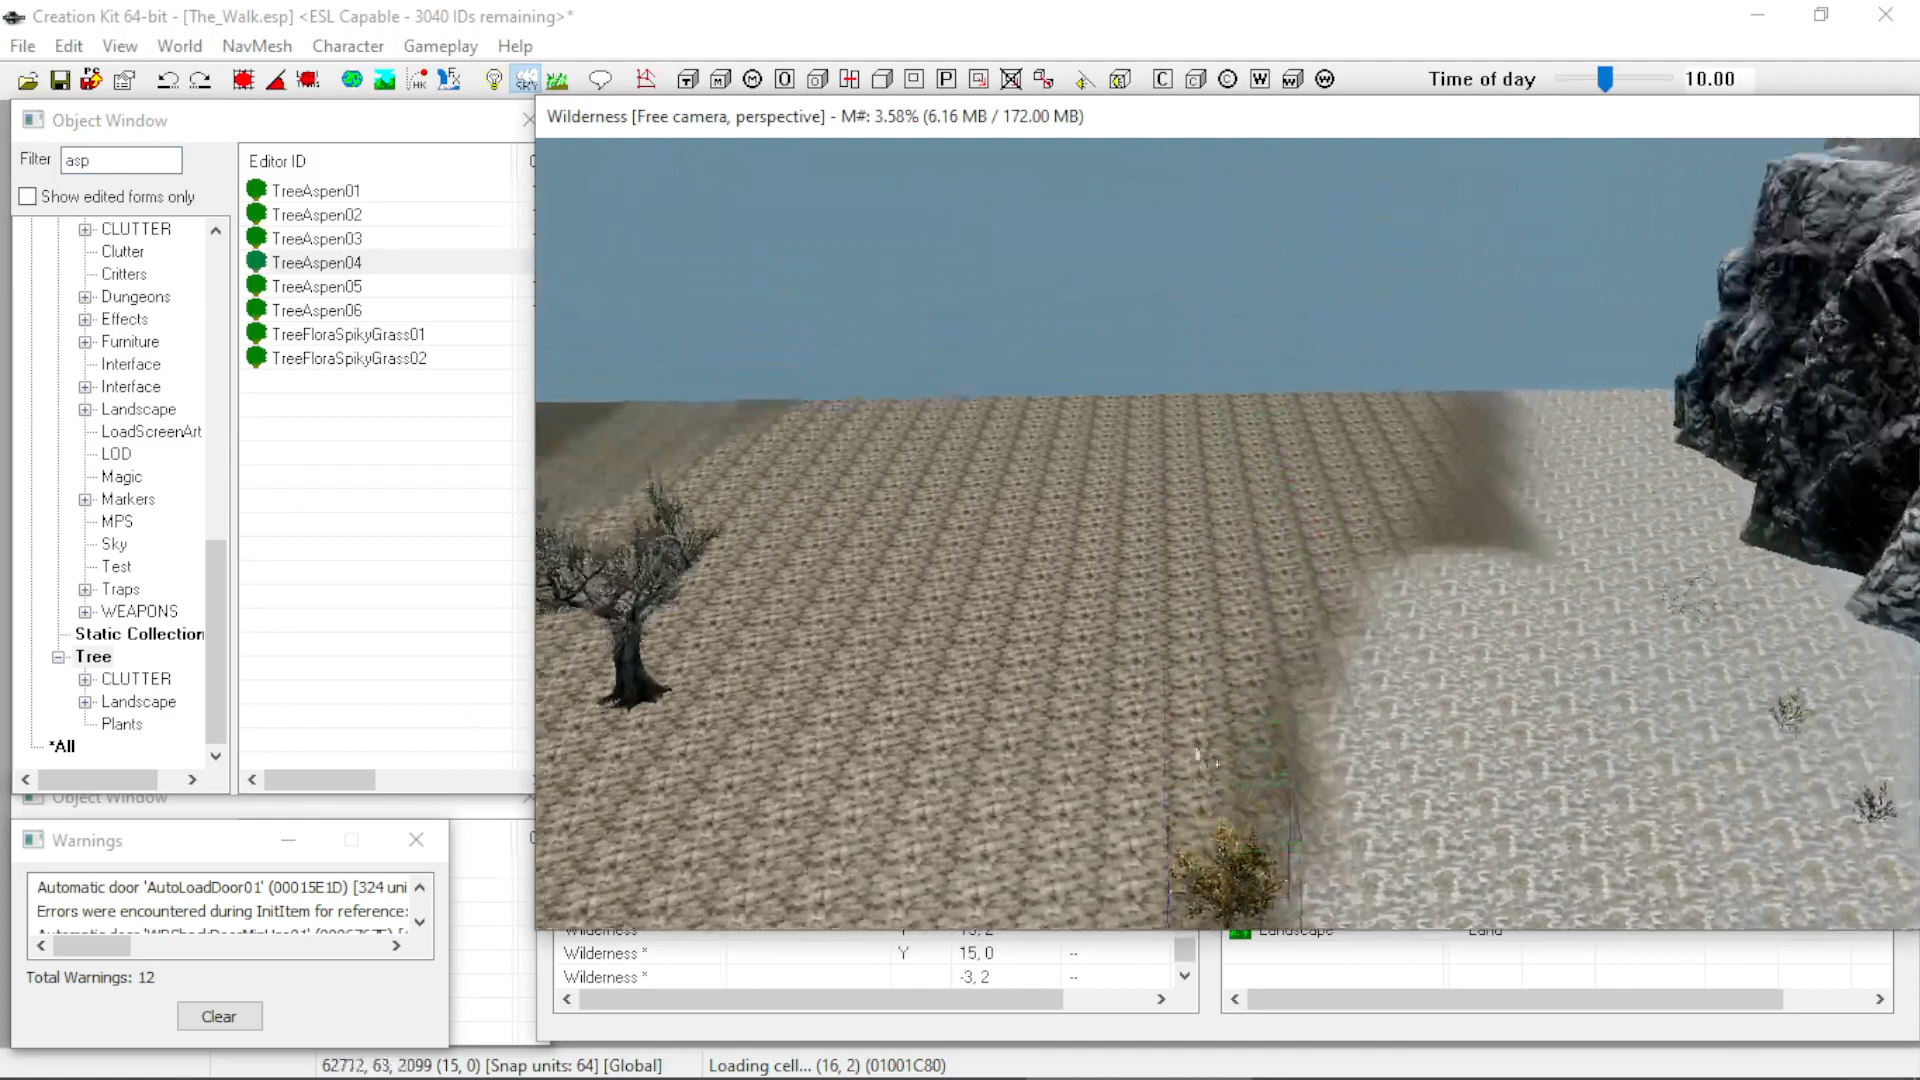 Creation Kit 64-bit - [The_Walk.esp] <ESL Capable - 3040 IDs remaining>*
File Edit View World NavMesh Character Gameplay Help
Time of day 10.00
Object Window
Filter asp
Show edited forms only
CLUTTER
Clutter
Critters
Dungeons
Effects
Furniture
Interface
Interface
Landscape
LoadScreenArt
LOD
Magic
Markers
MPS
Sky
Test
Traps
WEAPONS
Static Collection
Tree
CLUTTER
Landscape
Plants
*All
Editor ID
TreeAspen01
TreeAspen02
TreeAspen03
TreeAspen04
TreeAspen05
TreeAspen06
TreeFloraSpikyGrass01
TreeFloraSpikyGrass02
Wilderness [Free camera, perspective] - M#: 3.58% (6.16 MB / 172.00 MB)
Object Window
Warnings
Automatic door 'AutoLoadDoor01' (00015E1D) [324 uni
Errors were encountered during InitItem for reference:
Total Warnings: 12
Clear
Wilderness
Wilderness * Y 15, 0 --
Wilderness * -3, 2 --
Landscape Land
62772, 63, 2099 (15, 0) [Snap units: 64] [Global]
Loading cell... (16, 2) (01001C80)